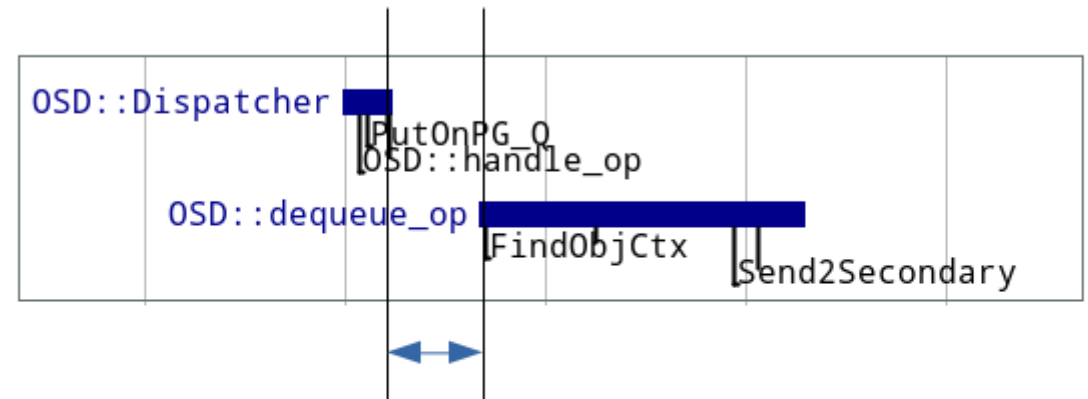 OSD::Dispatcher
PutOnPG_Q
OSD::handle_op
OSD::dequeue_op
FindObjCtx
Send2Secondary